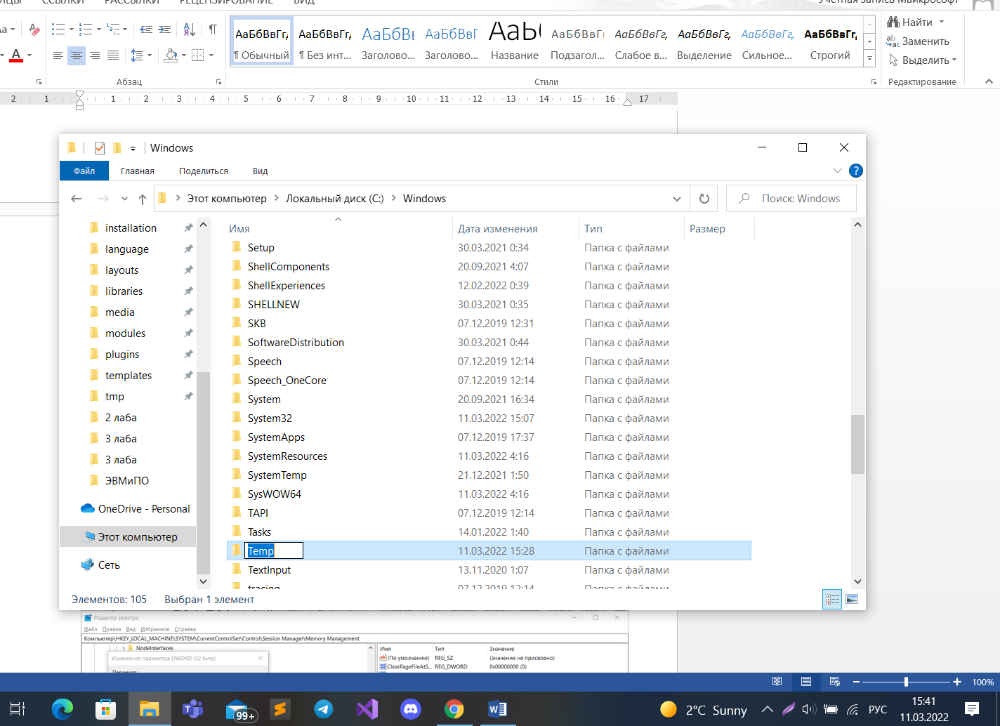 ССЫЛКИ РАССЫЛКИ РЕЦЕНЗИРОВАНИЕ ВИД Учетная запись Майкрософт
АаБбВвГг, АаБбВвГг, АаБбВвГ АаБбВвГ АаБ АаБбВвГг АаБбВвГг, АаБбВвГг, АаБбВвГг, АаБбВвГг,
¶ Обычный ¶ Без инт... Заголово... Заголово... Название Подзагол... Слабое в... Выделение Сильное... Строгий
Найти
Заменить
Выделить
Абзац Стили Редактирование
2 1 1 2 3 4 5 6 7 8 9 10 11 12 13 14 15 16 17
Windows
Файл Главная Поделиться Вид
Этот компьютер Локальный диск (C:) Windows
Поиск: Windows
Имя Дата изменения Тип Размер
installation
language
layouts
libraries
media
modules
plugins
templates
tmp
2 лаба
3 лаба
3 лаба
ЭВМиПО
OneDrive - Personal
Этот компьютер
Сеть
Setup 30.03.2021 0:34 Папка с файлами
ShellComponents 20.09.2021 4:07 Папка с файлами
ShellExperiences 12.02.2022 0:39 Папка с файлами
SHELLNEW 30.03.2021 0:35 Папка с файлами
SKB 07.12.2019 12:31 Папка с файлами
SoftwareDistribution 30.03.2021 0:44 Папка с файлами
Speech 07.12.2019 12:14 Папка с файлами
Speech_OneCore 07.12.2019 12:14 Папка с файлами
System 20.09.2021 16:34 Папка с файлами
System32 11.03.2022 15:07 Папка с файлами
SystemApps 07.12.2019 17:37 Папка с файлами
SystemResources 11.03.2022 4:16 Папка с файлами
SystemTemp 21.12.2021 1:50 Папка с файлами
SysWOW64 11.03.2022 4:16 Папка с файлами
TAPI 07.12.2019 12:14 Папка с файлами
Tasks 14.01.2022 1:40 Папка с файлами
Temp 11.03.2022 15:28 Папка с файлами
TextInput 13.11.2020 1:07 Папка с файлами
tracing 07.12.2019 12:14 Папка с файлами
Элементов: 105 Выбран 1 элемент
Редактор реестра
Файл Правка Вид Избранное Справка
Компьютер\HKEY_LOCAL_MACHINE\SYSTEM\CurrentControlSet\Control\Session Manager\Memory Management
NodeInterfaces
Имя Тип Значение
Изменение параметра DWORD (32 бита)
(По умолчанию) REG_SZ (значение не присвоено)
ClearPageFileAtS... REG_DWORD 0x00000000 (0)
Параметр:
100%
99+
2°C Sunny
РУС
15:41
11.03.2022